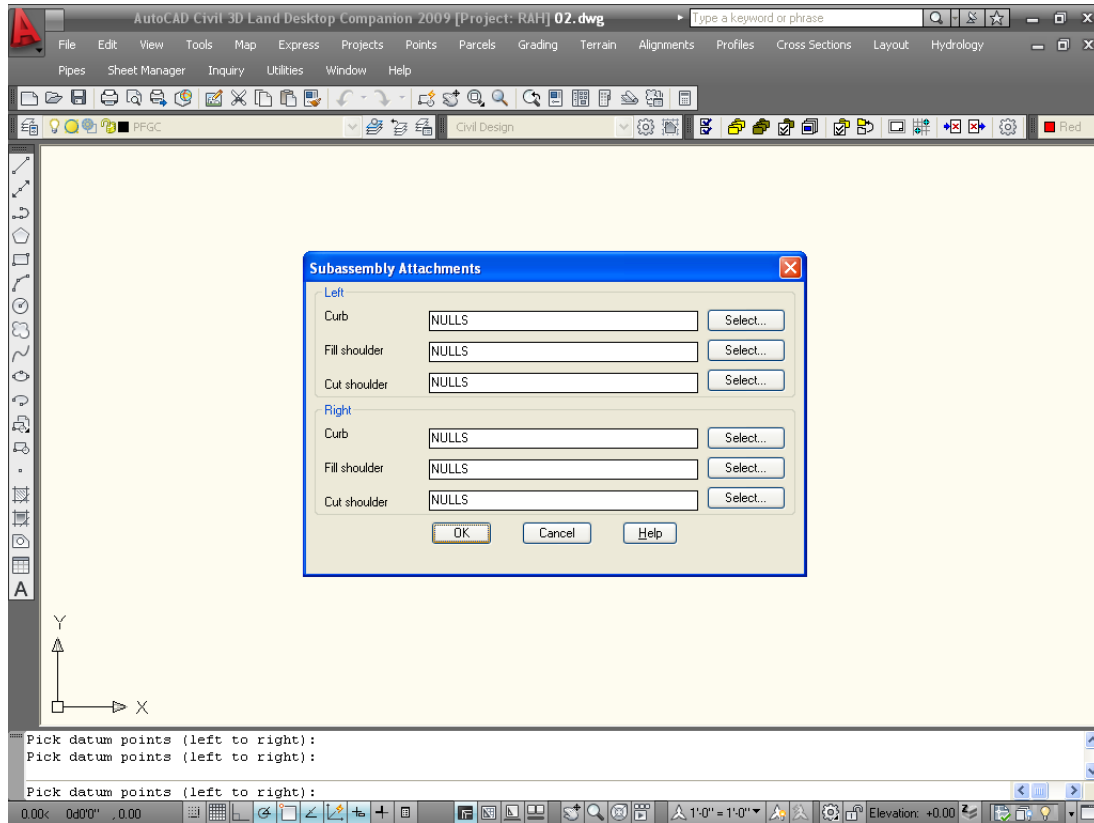 AutoCAD Civil 3D Land Desktop Companion 2009 [Project: RAH] 02.dwg Type a keyword or phrase
File Edit View Tools Map Express Projects Points Parcels Grading Terrain Alignments Profiles Cross Sections Layout Hydrology
Pipes Sheet Manager Inquiry Utilities Window Help
PFGC Civil Design Red
Subassembly Attachments
Left
Curb NULLS Select...
Fill shoulder NULLS Select...
Cut shoulder NULLS Select...
Right
Curb NULLS Select...
Fill shoulder NULLS Select...
Cut shoulder NULLS Select...
OK Cancel Help
A
Y
X
Pick datum points (left to right):
Pick datum points (left to right):
Pick datum points (left to right):
0.00< 0d0'0" , 0.00 1'-0" = 1'-0" Elevation: +0.00